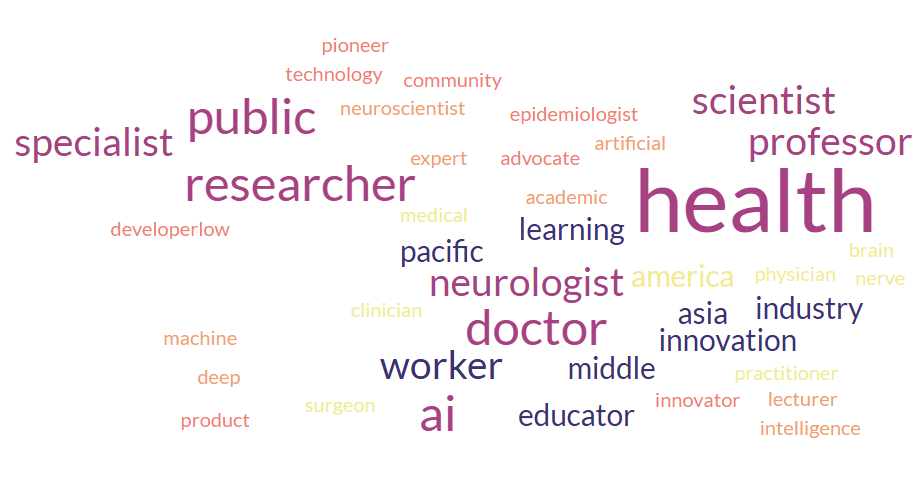 pioneer
technology
community
scientist
public
neuroscientist
epidemiologist
specialist
artificial
professor
expert
advocate
researcher
health
academic
medical
developerlow
learning
pacific
brain
neurologist
america
physician
nerve
clinician
asia
industry
doctor
machine
innovation
worker
middle
deep
practitioner
surgeon
innovator
lecturer
product
ai
educator
intelligence